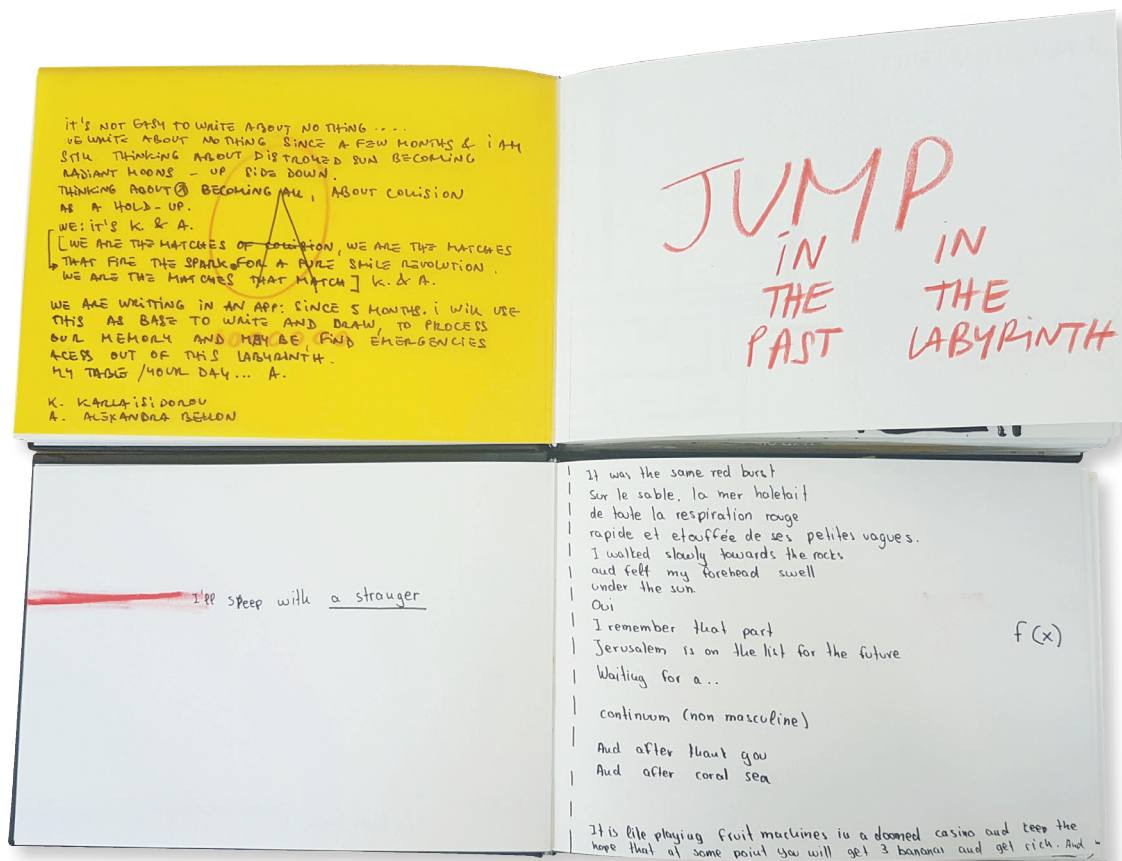 iT'S NOT EASY TO WRiTE ABOUT NO THiNG ....
WE WRiTE ABOUT NO THiNG SiNCE A FEW MONTHS & i AM
STiLL THiNKiNG ABOUT DiSTROYED SUN BECOMiNG
RADiANT MOONS - UP SiDE DOWN.
THiNKiNG ABOUT BECOMiNG ALL, ABOUT COLLiSiON
AS A HOLD-UP.
WE: iT'S K. & A.
[WE ARE THE MATCHES OF COLLiSiON, WE ARE THE MATCHES
THAT FiRE THE SPARK FOR A PURE SMiLE REVOLUTiON.
WE ARE THE MATCHES THAT MATCH] K. & A.
WE ARE WRiTTiNG iN AN APP: SiNCE 5 MONTHS. i WiLL USE
THiS AS BASE TO WRiTE AND DRAW, TO PROCESS
OUR MEMORY AND MAY BE FiND EMERGENCiES
ACESS OUT OF THiS LABYRiNTH.
MY TABLE /YOUR DAY... A.
K. KARLA iSiDOROU
A. ALEXANDRA BELLON
A
JUMP
iN THE PAST
iN THE LABYRiNTH
I'll sleep with a stranger
It was the same red burst
Sur le sable, la mer haletait
de toute la respiration rouge
rapide et etouffée de ses petites vagues.
I walked slowly towards the rocks
and felt my forehead swell
under the sun
Oui
I remember that part
Jerusalem is on the list for the future
Waiting for a..
continuum (non masculine)
And after thank you
And after coral sea
f(x)
It is like playing fruit machines in a doomed casino and keep the
hope that at some point you will get 3 bananas and get rich. And